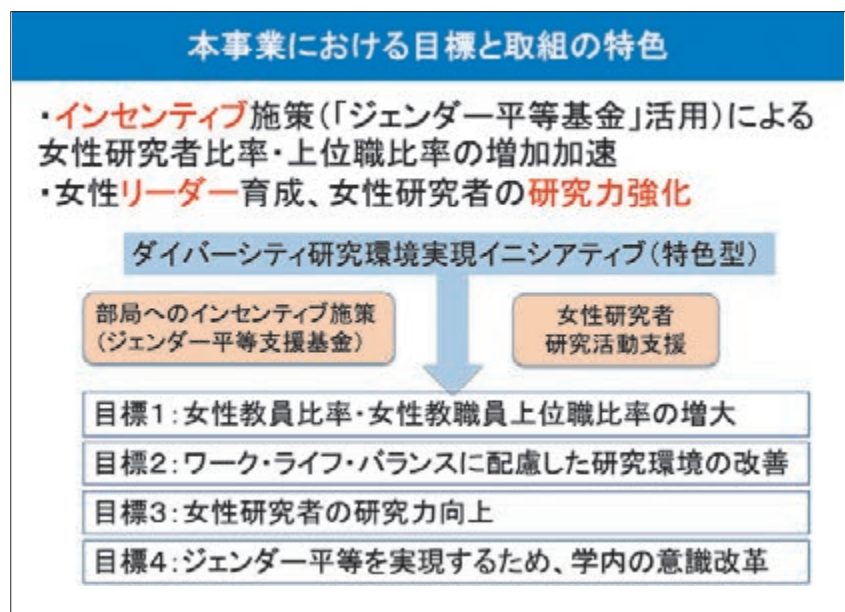 本事業における目標と取組の特色
・インセンティブ施策(「ジェンダー平等基金」活用)による
女性研究者比率・上位職比率の増加加速
・女性リーダー育成、女性研究者の研究力強化
ダイバーシティ研究環境実現イニシアティブ(特色型)
部局へのインセンティブ施策
(ジェンダー平等支援基金)
女性研究者
研究活動支援
目標1:女性教員比率・女性教職員上位職比率の増大
目標2:ワーク・ライフ・バランスに配慮した研究環境の改善
目標3:女性研究者の研究力向上
目標4:ジェンダー平等を実現するため、学内の意識改革